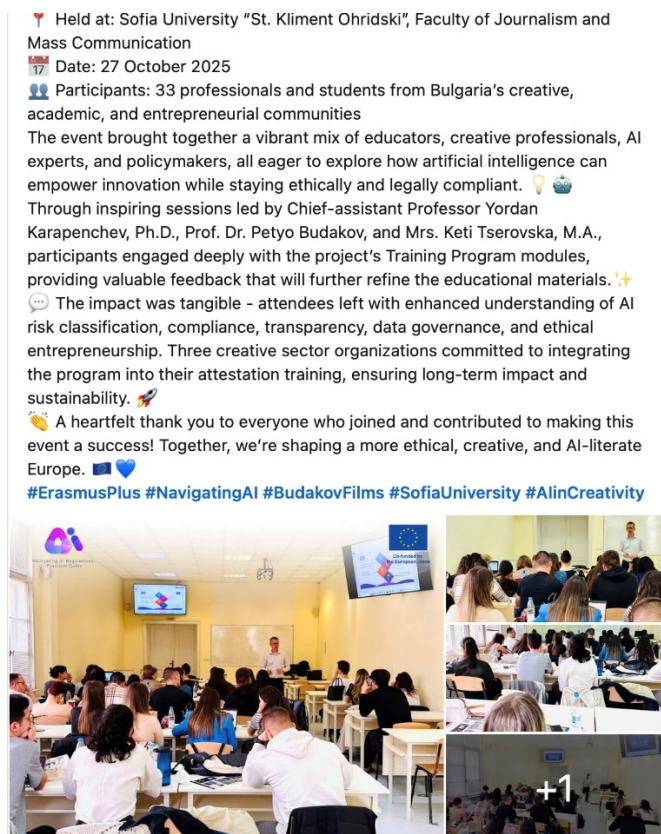 📍 Held at: Sofia University “St. Kliment Ohridski”, Faculty of Journalism and
Mass Communication
📅 Date: 27 October 2025
👥 Participants: 33 professionals and students from Bulgaria’s creative,
academic, and entrepreneurial communities
The event brought together a vibrant mix of educators, creative professionals, AI
experts, and policymakers, all eager to explore how artificial intelligence can
empower innovation while staying ethically and legally compliant. 💡🤖
Through inspiring sessions led by Chief-assistant Professor Yordan
Karapenchev, Ph.D., Prof. Dr. Petyo Budakov, and Mrs. Keti Tserovska, M.A.,
participants engaged deeply with the project’s Training Program modules,
providing valuable feedback that will further refine the educational materials.✨
💬 The impact was tangible - attendees left with enhanced understanding of AI
risk classification, compliance, transparency, data governance, and ethical
entrepreneurship. Three creative sector organizations committed to integrating
the program into their attestation training, ensuring long-term impact and
sustainability. 🚀
👏 A heartfelt thank you to everyone who joined and contributed to making this
event a success! Together, we’re shaping a more ethical, creative, and AI-literate
Europe. 🇪🇺💙
#ErasmusPlus #NavigatingAI #BudakovFilms #SofiaUniversity #AIinCreativity
Ai
Navigating AI Regulations
Practical Guide
Co-funded by
the European Union
+1